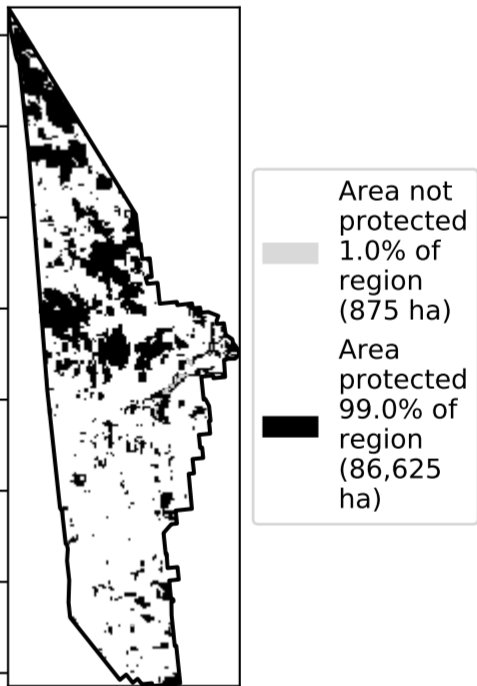 Area not
protected
1.0% of
region
(875 ha)
Area
protected
99.0% of
region
(86,625
ha)